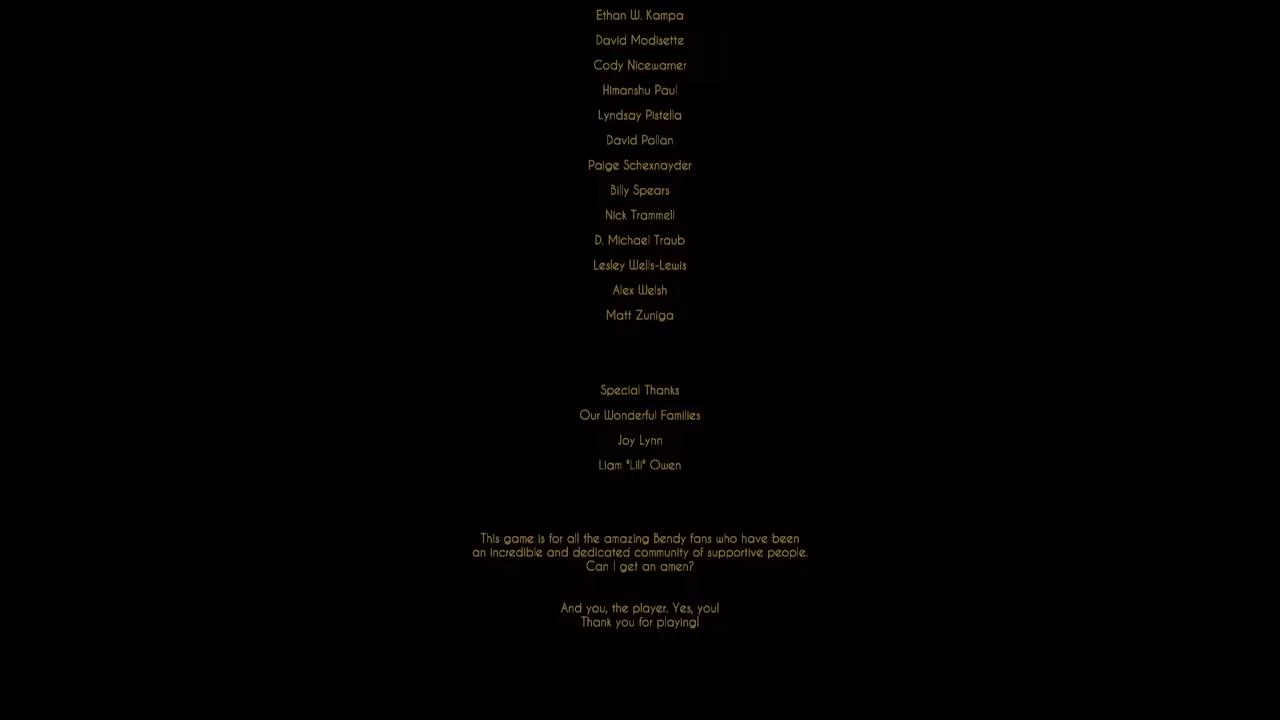 Ethan W. Kampa
David Modisette
Cody Nicewarner
Himanshu Paul
Lyndsay Pistella
David Pollan
Paige Schexnayder
Billy Spears
Nick Trammell
D. Michael Traub
Lesley Wells-Lewis
Alex Welsh
Matt Zuniga
Special Thanks
Our Wonderful Families
Joy Lynn
Liam "Lili" Owen
This game is for all the amazing Bendy fans who have been
an incredible and dedicated community of supportive people.
Can I get an amen?
And you, the player. Yes, you!
Thank you for playing!